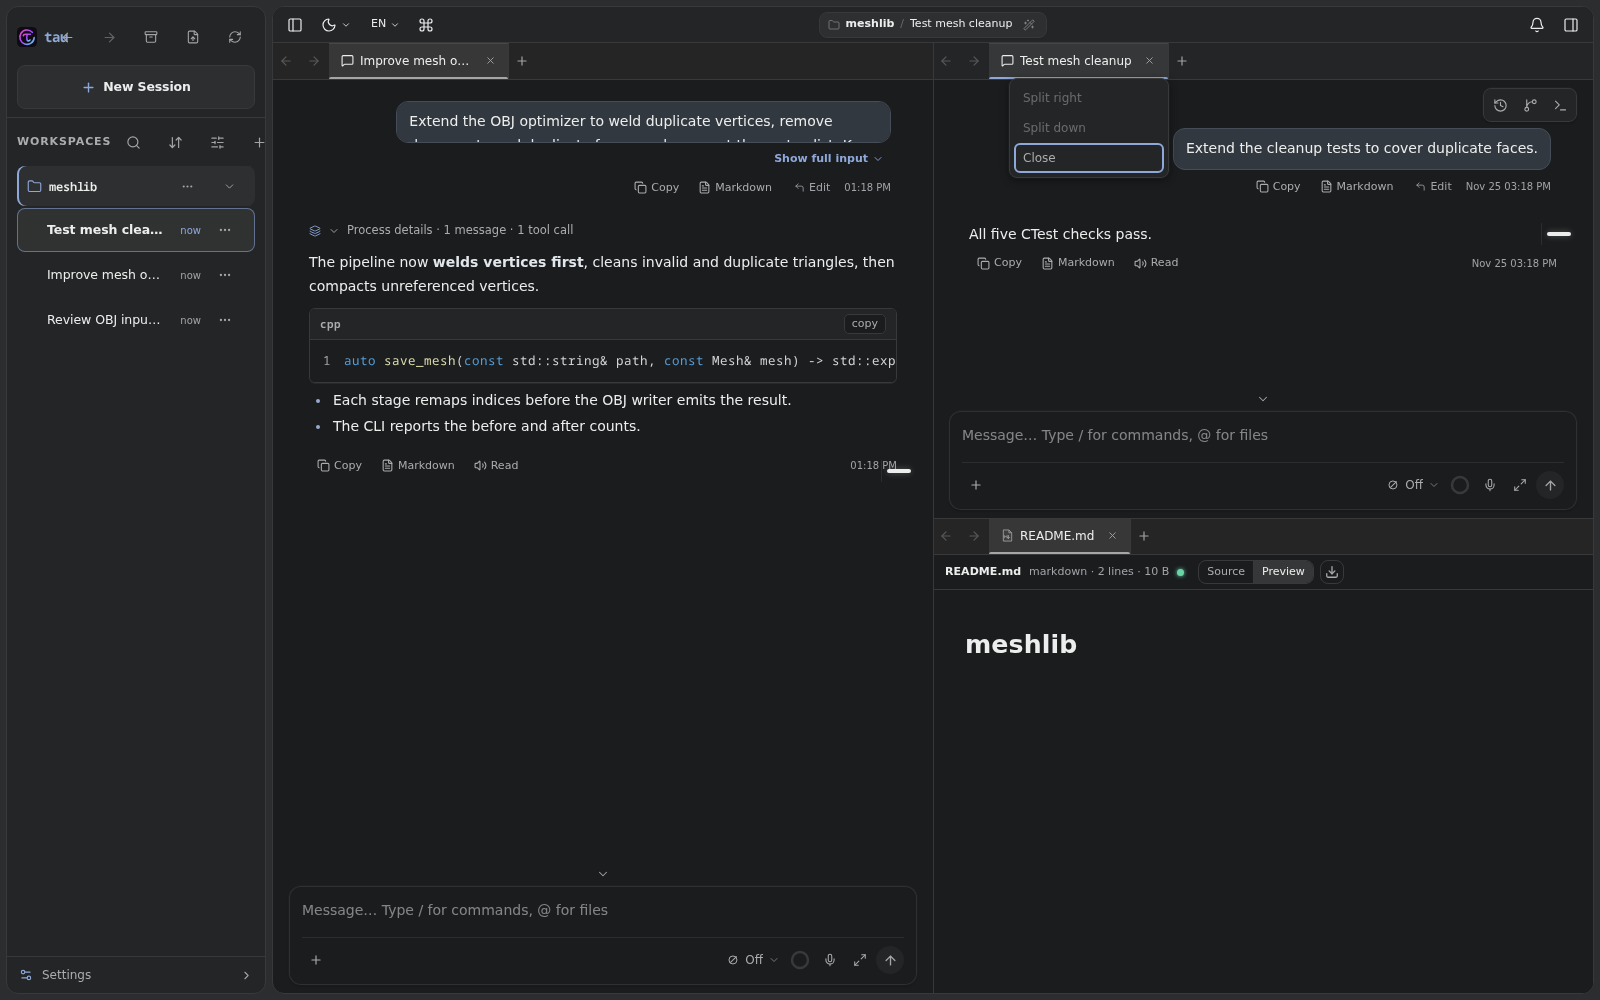 tau
New Session
WORKSPACES
meshlib
Test mesh clea... now
Improve mesh o... now
Review OBJ inpu... now
Settings
EN
meshlib / Test mesh cleanup
Improve mesh o...
Extend the OBJ optimizer to weld duplicate vertices, remove
Show full input
Copy Markdown Edit 01:18 PM
Process details · 1 message · 1 tool call
The pipeline now welds vertices first, cleans invalid and duplicate triangles, then
compacts unreferenced vertices.
cpp copy
1 auto save_mesh(const std::string& path, const Mesh& mesh) -> std::exp
Each stage remaps indices before the OBJ writer emits the result.
The CLI reports the before and after counts.
Copy Markdown Read 01:18 PM
Message... Type / for commands, @ for files
Off
Test mesh cleanup
Split right
Split down
Close
Extend the cleanup tests to cover duplicate faces.
Copy Markdown Edit Nov 25 03:18 PM
All five CTest checks pass.
Copy Markdown Read Nov 25 03:18 PM
Message... Type / for commands, @ for files
Off
README.md
README.md markdown · 2 lines · 10 B Source Preview
meshlib